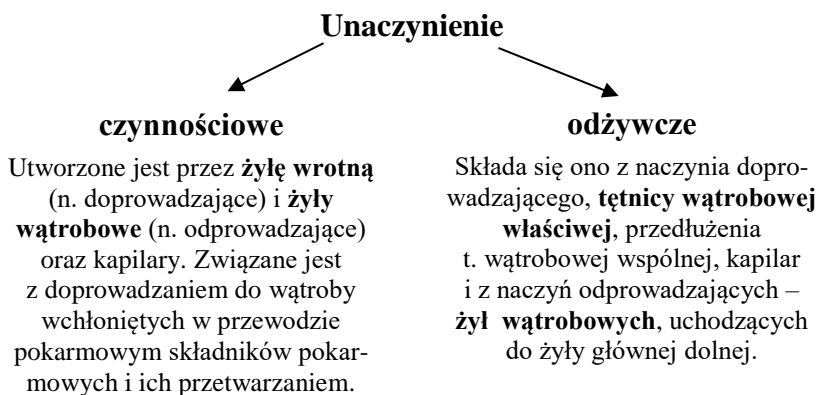 Unaczynienie
czynnościowe
Utworzone jest przez żyłę wrotną
(n. doprowadzające) i żyły
wątrobowe (n. odprowadzające)
oraz kapilary. Związane jest
z doprowadzaniem do wątroby
wchłoniętych w przewodzie
pokarmowym składników pokar-
mowych i ich przetwarzaniem.
odżywcze
Składa się ono z naczynia dopro-
wadzającego, tętnicy wątrobowej
właściwej, przedłużenia
t. wątrobowej wspólnej, kapilar
i z naczyń odprowadzających –
żył wątrobowych, uchodzących
do żyły głównej dolnej.